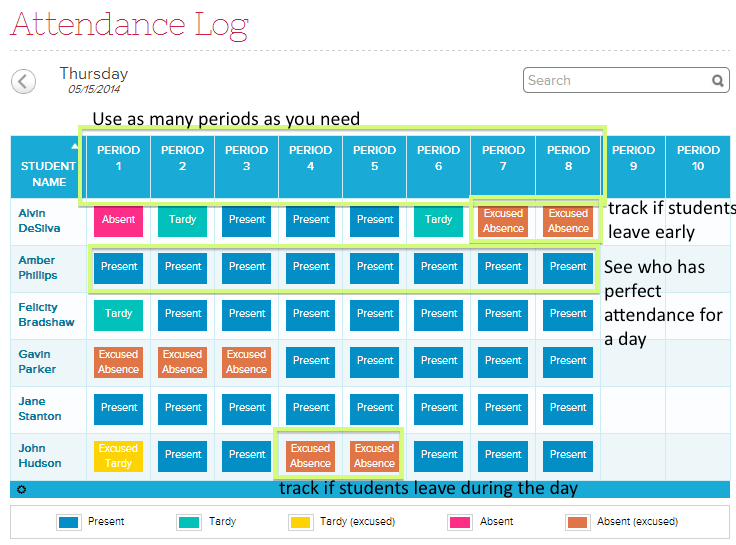 Attendance Log
Thursday
05/15/2014
Search
Use as many periods as you need
STUDENT NAME PERIOD 1 PERIOD 2 PERIOD 3 PERIOD 4 PERIOD 5 PERIOD 6 PERIOD 7 PERIOD 8 PERIOD 9 PERIOD 10
Alvin DeSilva Absent Tardy Present Present Present Tardy Excused Absence Excused Absence
track if students
leave early
Amber Phillips Present Present Present Present Present Present Present Present
See who has
perfect
attendance for
a day
Felicity Bradshaw Tardy Present Present Present Present Present Present Present
Gavin Parker Excused Absence Excused Absence Excused Absence Present Present Present Present Present
Jane Stanton Present Present Present Present Present Present Present Present
John Hudson Excused Tardy Present Present Excused Absence Excused Absence Present Present Present
track if students leave during the day
Present Tardy Tardy (excused) Absent Absent (excused)